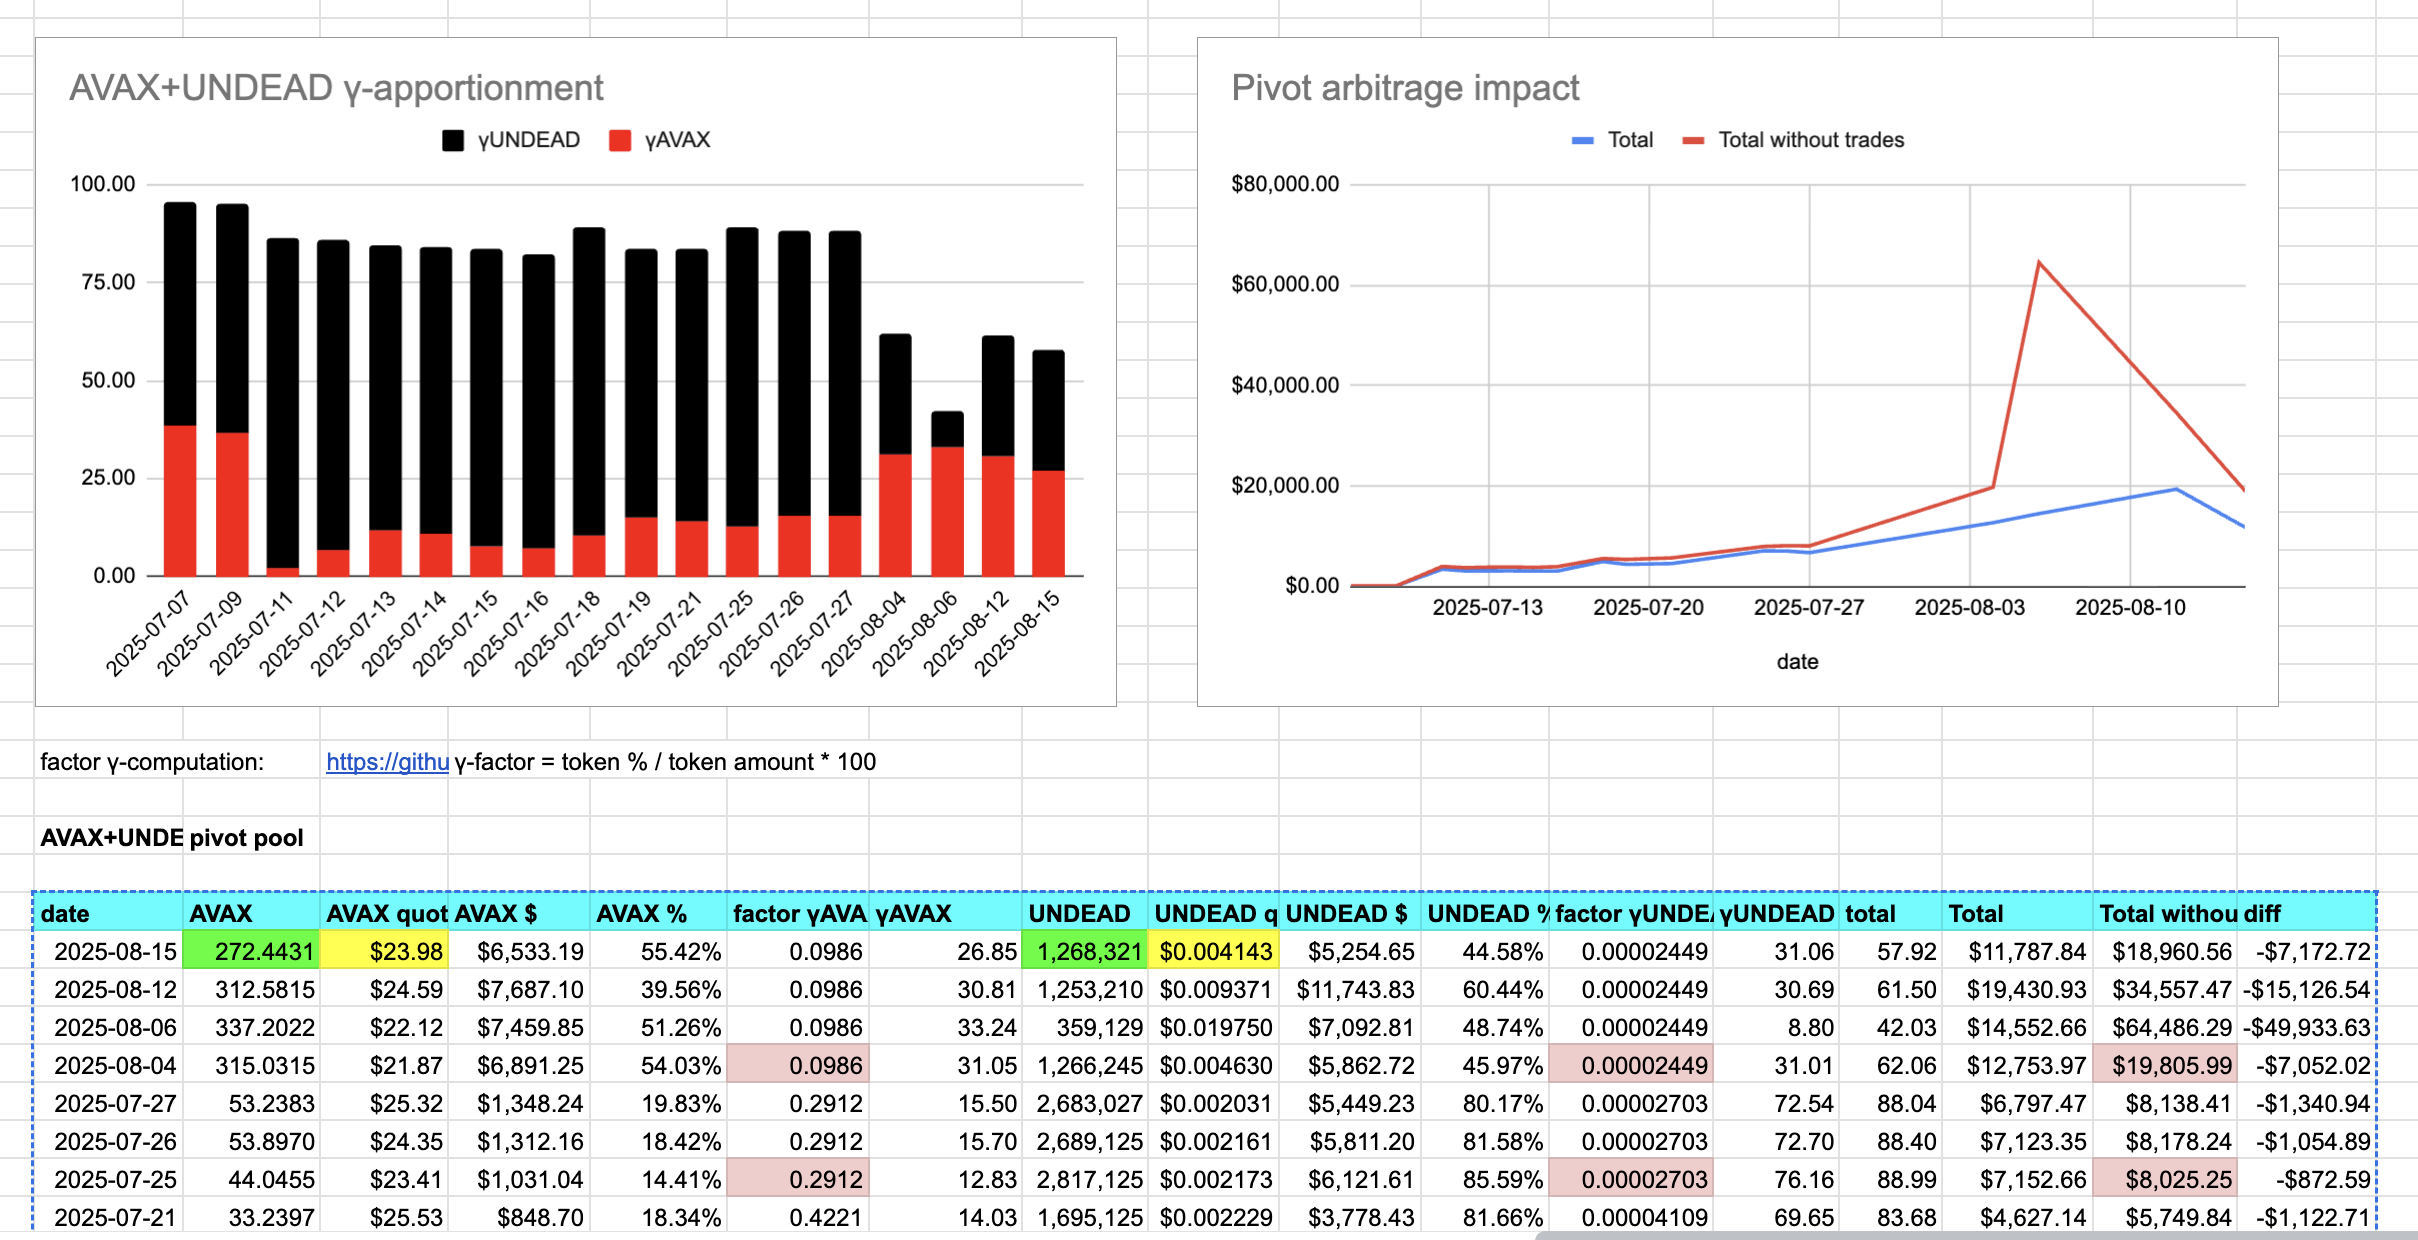 AVAX+UNDEAD γ-apportionment
γUNDEAD γAVAX
100.00
75.00
50.00
25.00
0.00
2025-07-07 2025-07-09 2025-07-11 2025-07-12 2025-07-13 2025-07-14 2025-07-15 2025-07-16 2025-07-18 2025-07-19 2025-07-21 2025-07-25 2025-07-26 2025-07-27 2025-08-04 2025-08-06 2025-08-12 2025-08-15
Pivot arbitrage impact
Total Total without trades
$80,000.00
$60,000.00
$40,000.00
$20,000.00
$0.00
2025-07-13 2025-07-20 2025-07-27 2025-08-03 2025-08-10
date
factor γ-computation: https://githu γ-factor = token % / token amount * 100
AVAX+UNDE pivot pool
date AVAX AVAX quot AVAX $ AVAX % factor γAVA γAVAX UNDEAD UNDEAD q UNDEAD $ UNDEAD % factor γUNDEA γUNDEAD total Total Total withou diff
2025-08-15 272.4431 $23.98 $6,533.19 55.42% 0.0986 26.85 1,268,321 $0.004143 $5,254.65 44.58% 0.00002449 31.06 57.92 $11,787.84 $18,960.56 -$7,172.72
2025-08-12 312.5815 $24.59 $7,687.10 39.56% 0.0986 30.81 1,253,210 $0.009371 $11,743.83 60.44% 0.00002449 30.69 61.50 $19,430.93 $34,557.47 -$15,126.54
2025-08-06 337.2022 $22.12 $7,459.85 51.26% 0.0986 33.24 359,129 $0.019750 $7,092.81 48.74% 0.00002449 8.80 42.03 $14,552.66 $64,486.29 -$49,933.63
2025-08-04 315.0315 $21.87 $6,891.25 54.03% 0.0986 31.05 1,266,245 $0.004630 $5,862.72 45.97% 0.00002449 31.01 62.06 $12,753.97 $19,805.99 -$7,052.02
2025-07-27 53.2383 $25.32 $1,348.24 19.83% 0.2912 15.50 2,683,027 $0.002031 $5,449.23 80.17% 0.00002703 72.54 88.04 $6,797.47 $8,138.41 -$1,340.94
2025-07-26 53.8970 $24.35 $1,312.16 18.42% 0.2912 15.70 2,689,125 $0.002161 $5,811.20 81.58% 0.00002703 72.70 88.40 $7,123.35 $8,178.24 -$1,054.89
2025-07-25 44.0455 $23.41 $1,031.04 14.41% 0.2912 12.83 2,817,125 $0.002173 $6,121.61 85.59% 0.00002703 76.16 88.99 $7,152.66 $8,025.25 -$872.59
2025-07-21 33.2397 $25.53 $848.70 18.34% 0.4221 14.03 1,695,125 $0.002229 $3,778.43 81.66% 0.00004109 69.65 83.68 $4,627.14 $5,749.84 -$1,122.71